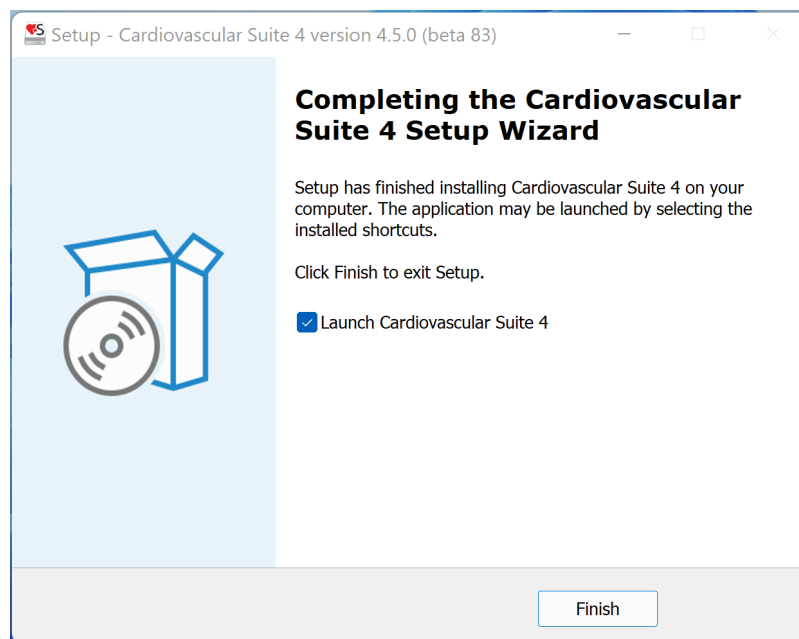 Setup - Cardiovascular Suite 4 version 4.5.0 (beta 83)
Completing the Cardiovascular
Suite 4 Setup Wizard
Setup has finished installing Cardiovascular Suite 4 on your
computer. The application may be launched by selecting the
installed shortcuts.
Click Finish to exit Setup.
Launch Cardiovascular Suite 4
Finish